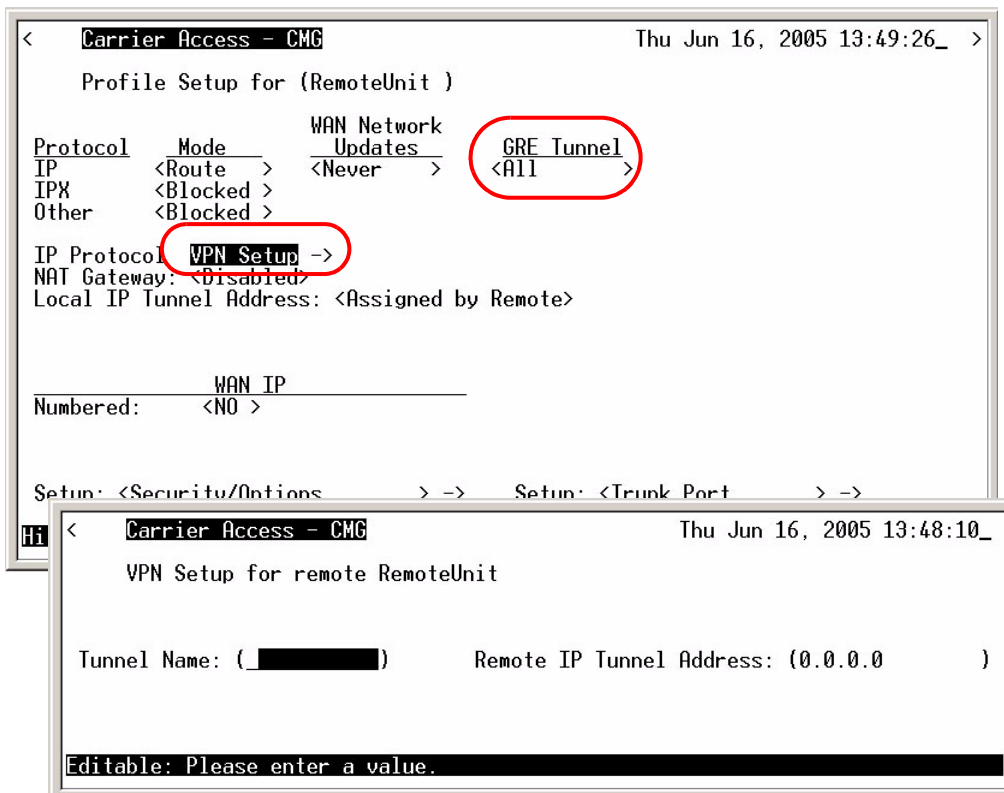 <    Carrier Access - CMG    Thu Jun 16, 2005 13:49:26_  >
Profile Setup for (RemoteUnit )
WAN Network
Protocol    Mode    Updates    GRE Tunnel
IP    <Route   >    <Never    >    <All       >
IPX    <Blocked >
Other    <Blocked >
IP Protocol  VPN Setup ->
NAT Gateway: <Disabled>
Local IP Tunnel Address: <Assigned by Remote>
WAN IP
Numbered:    <NO >
Setup: <Security/Options    > ->    Setup: <Trunk Port    > ->
Hi
<    Carrier Access - CMG    Thu Jun 16, 2005 13:48:10_
VPN Setup for remote RemoteUnit
Tunnel Name: (_          )    Remote IP Tunnel Address: (0.0.0.0        )
Editable: Please enter a value.